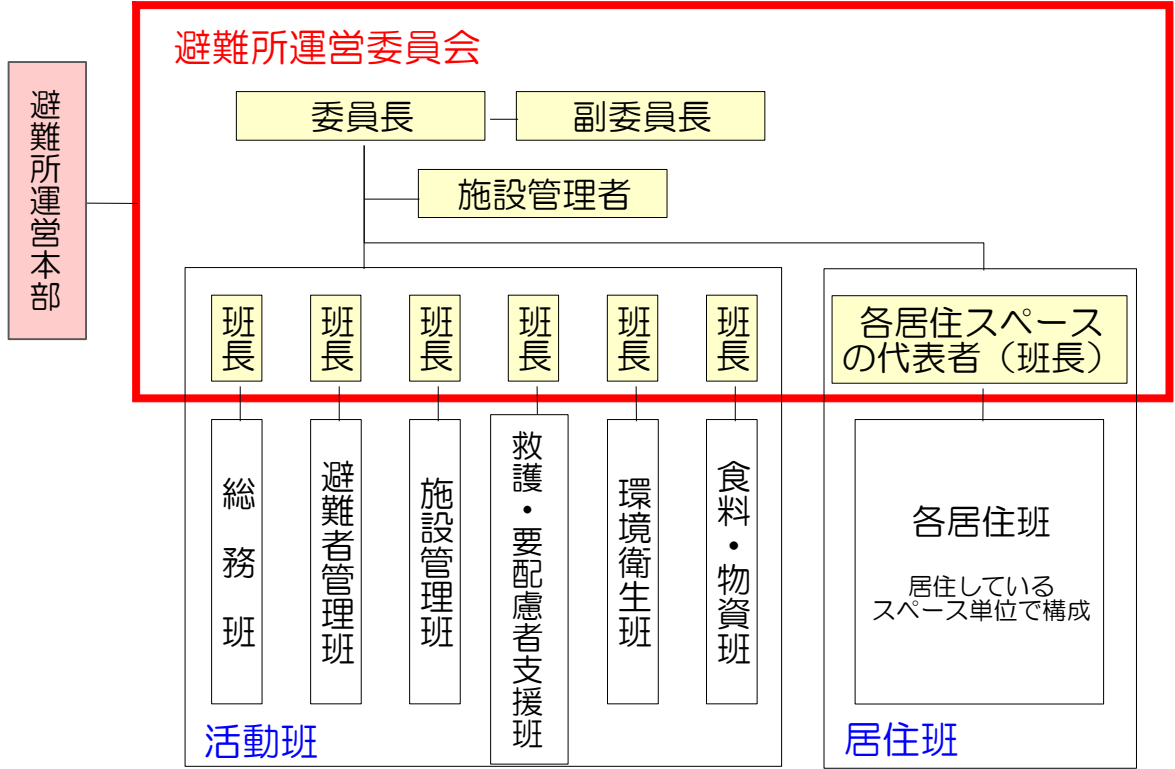 避難所運営委員会
避難所運営本部
委員長
副委員長
施設管理者
班長
班長
班長
班長
班長
班長
各居住スペース
の代表者（班長）
総務班
避難者管理班
施設管理班
救護・要配慮者支援班
環境衛生班
食料・物資班
各居住班
居住している
スペース単位で構成
活動班
居住班